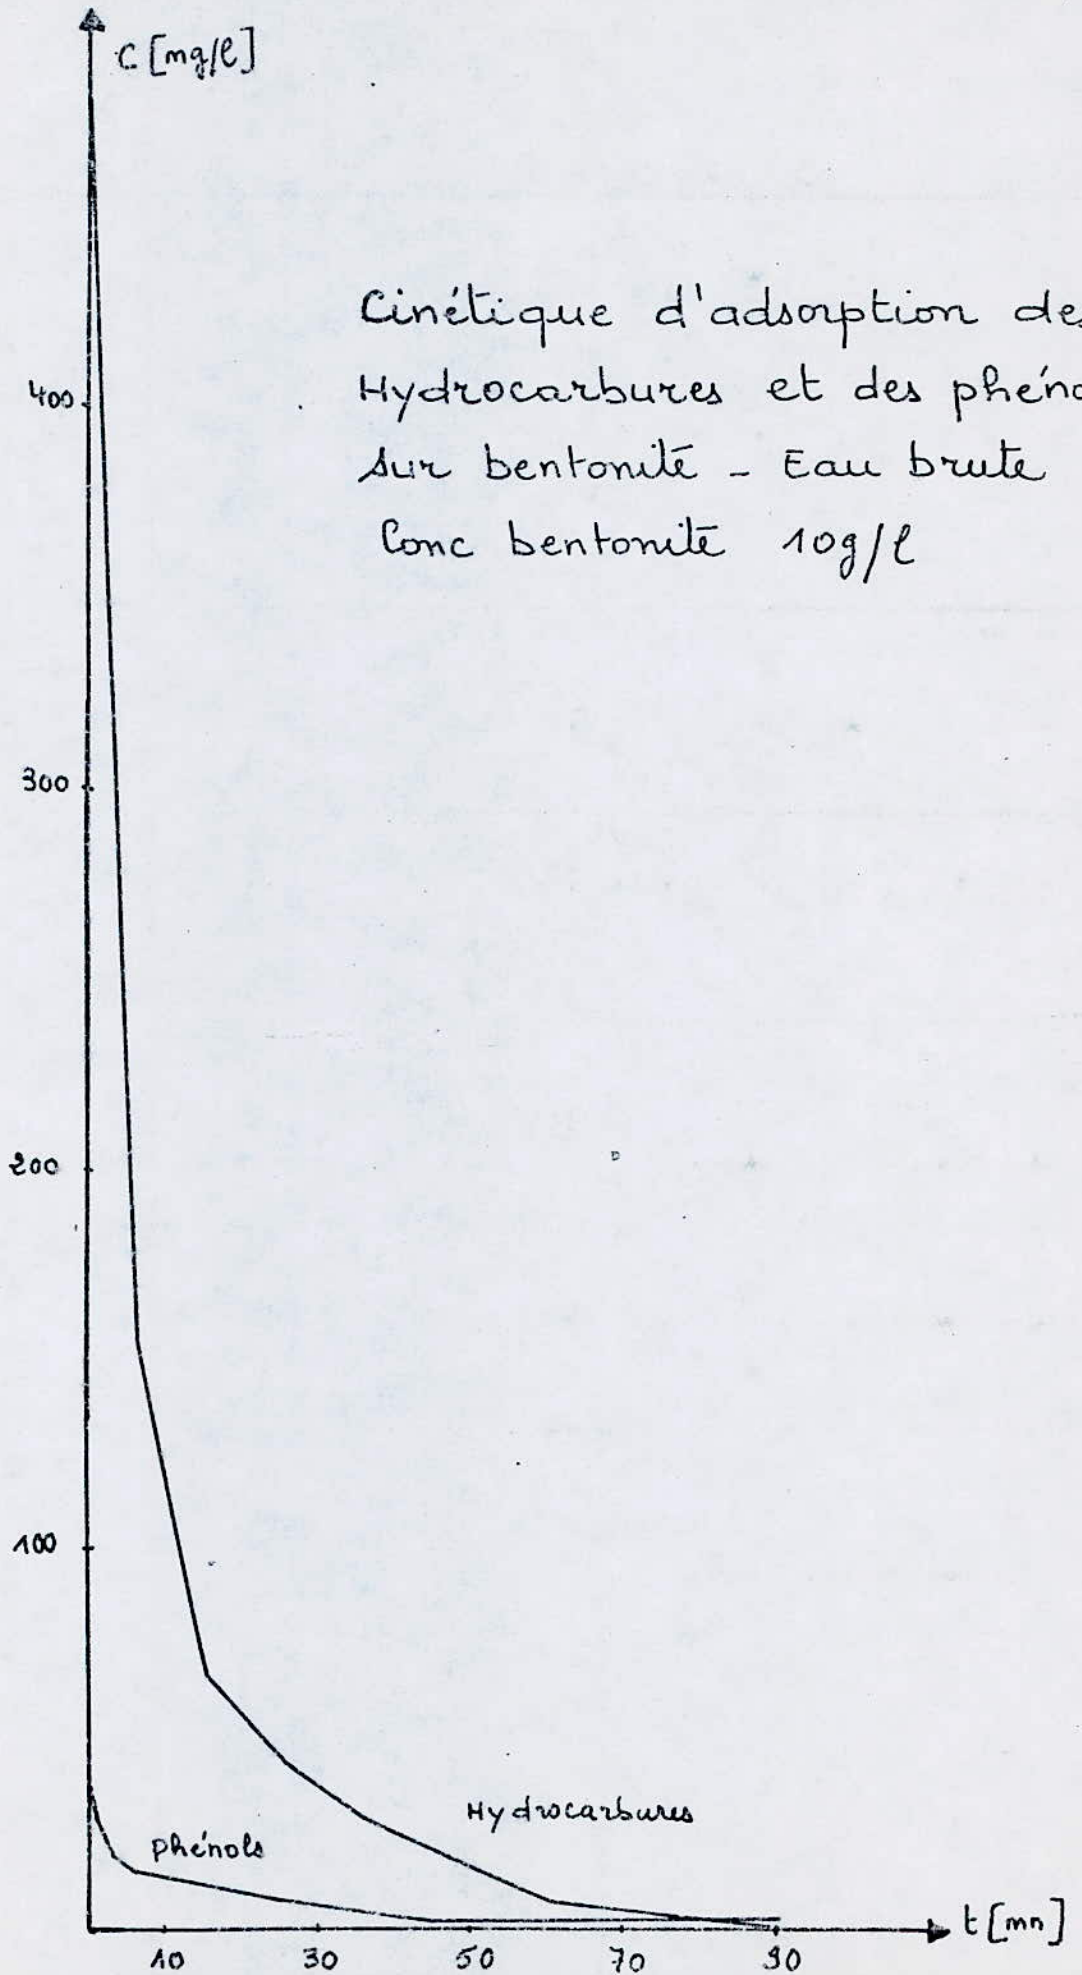 C [mg/l]
Cinétique d'adsorption des
Hydrocarbures et des phéno
sur bentonite - Eau brute
Conc bentonite 10g/l
400
300
200
100
Hydrocarbures
phénols
t [mn]
10 30 50 70 90